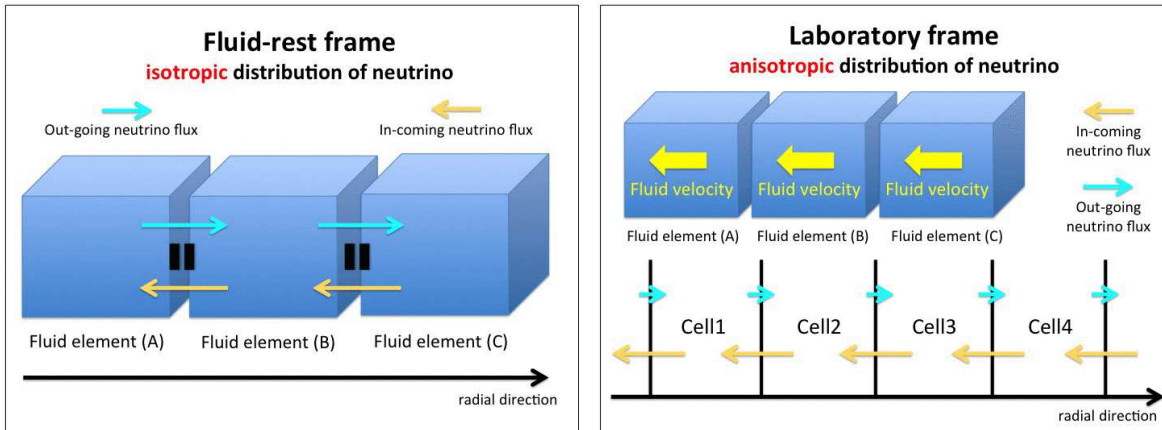 Fluid-rest frame
isotropic distribution of neutrino
Out-going neutrino flux
In-coming neutrino flux
Fluid element (A)
Fluid element (B)
Fluid element (C)
radial direction
Laboratory frame
anisotropic distribution of neutrino
Fluid velocity
Fluid velocity
Fluid velocity
In-coming
neutrino flux
Out-going
neutrino flux
Fluid element (A)
Fluid element (B)
Fluid element (C)
Cell1
Cell2
Cell3
Cell4
radial direction